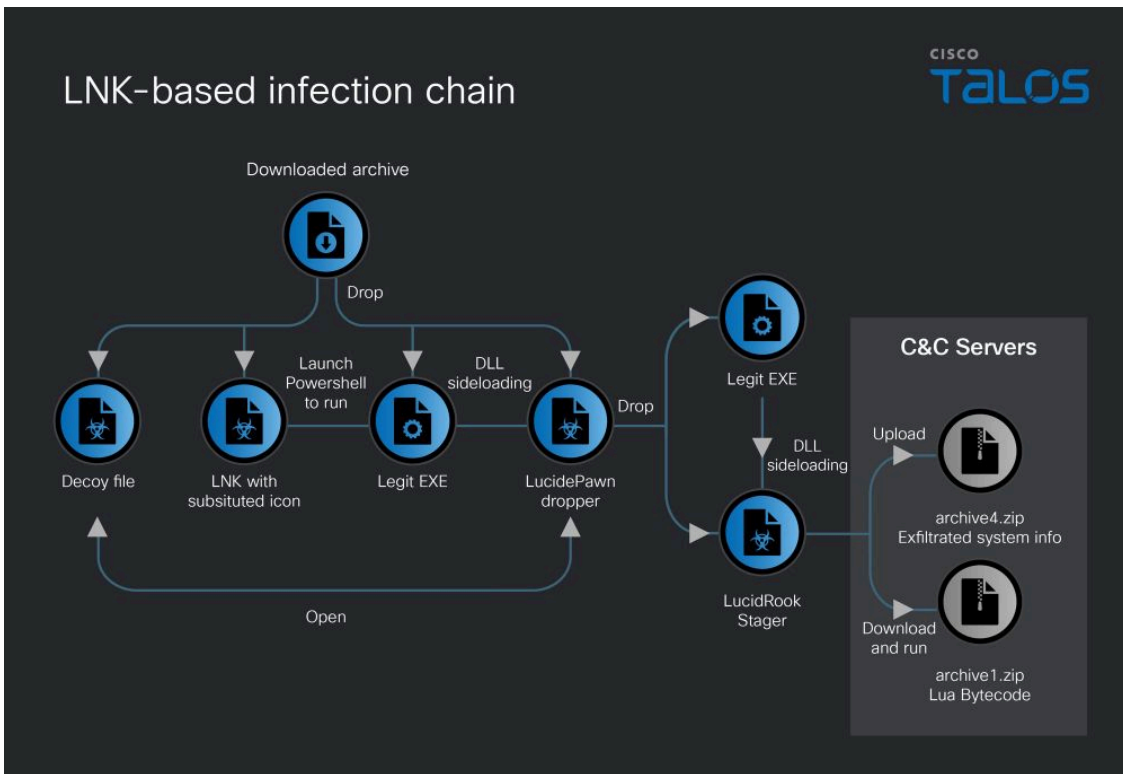 CISCO
TALOS
LNK-based infection chain
Downloaded archive
Drop
Launch
Powershell
to run
DLL
sideloading
Decoy file
LNK with
subsituted icon
Legit EXE
LucidePawn
dropper
Drop
Legit EXE
DLL
sideloading
LucidRook
Stager
Open
C&C Servers
Upload
archive4.zip
Exfiltrated system info
Download
and run
archive1.zip
Lua Bytecode